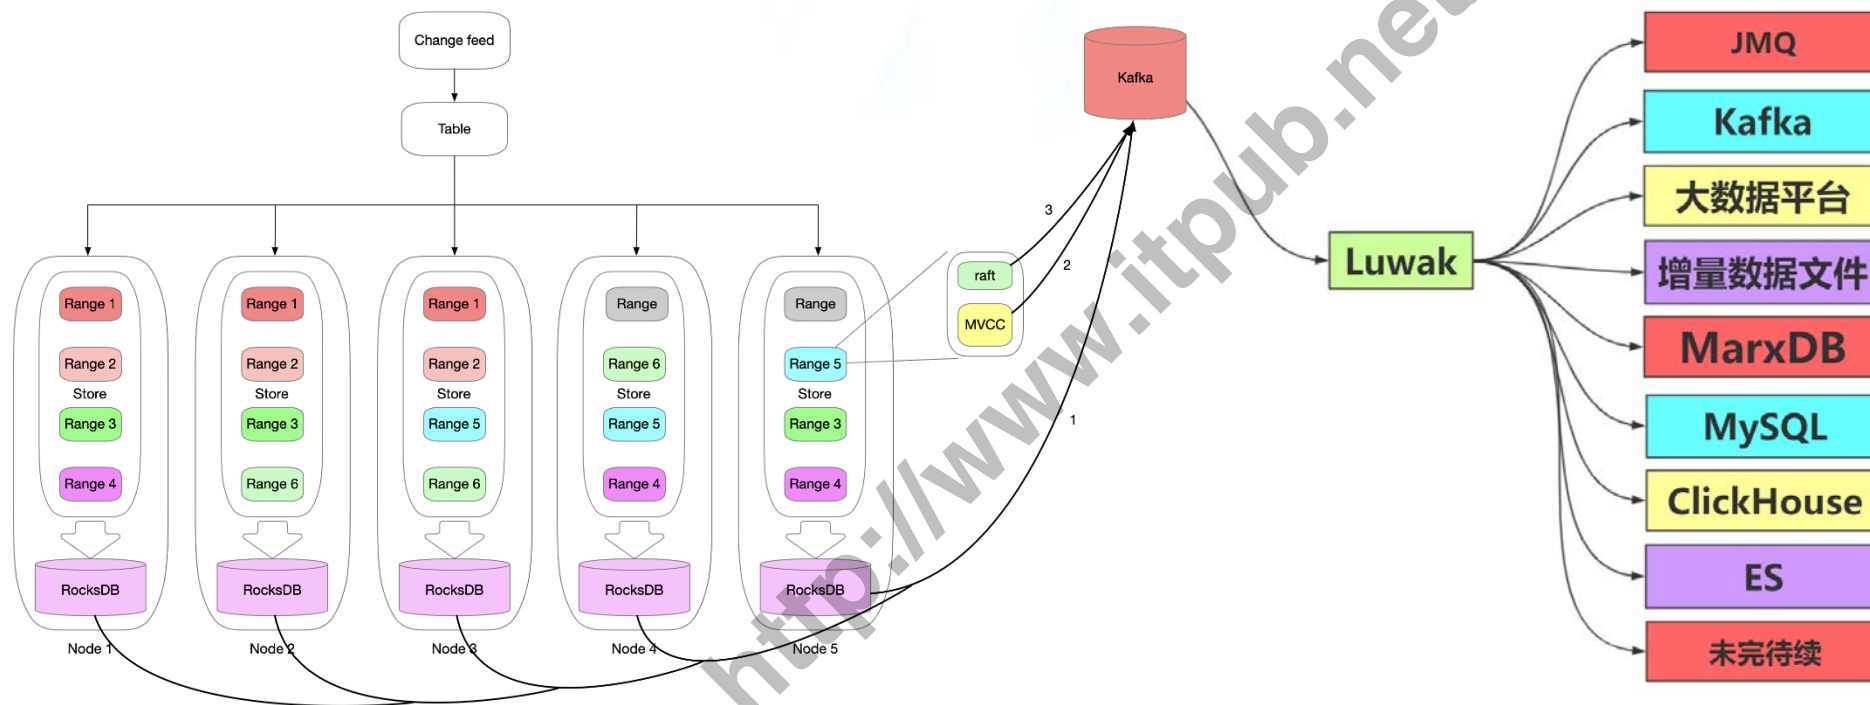 Change feed
Table
Range 1
Range 2
Store
Range 3
Range 4
RocksDB
Node 1
Range 1
Range 2
Store
Range 3
Range 6
RocksDB
Node 2
Range 1
Range 2
Store
Range 5
Range 6
RocksDB
Node 3
Range
Range 6
Store
Range 5
Range 4
RocksDB
Node 4
Range
Range 5
Store
Range 3
Range 4
RocksDB
Node 5
raft
MVCC
3
2
1
Kafka
Luwak
JMQ
Kafka
大数据平台
增量数据文件
MarxDB
MySQL
ClickHouse
ES
未完待续
http://www.itpub.net